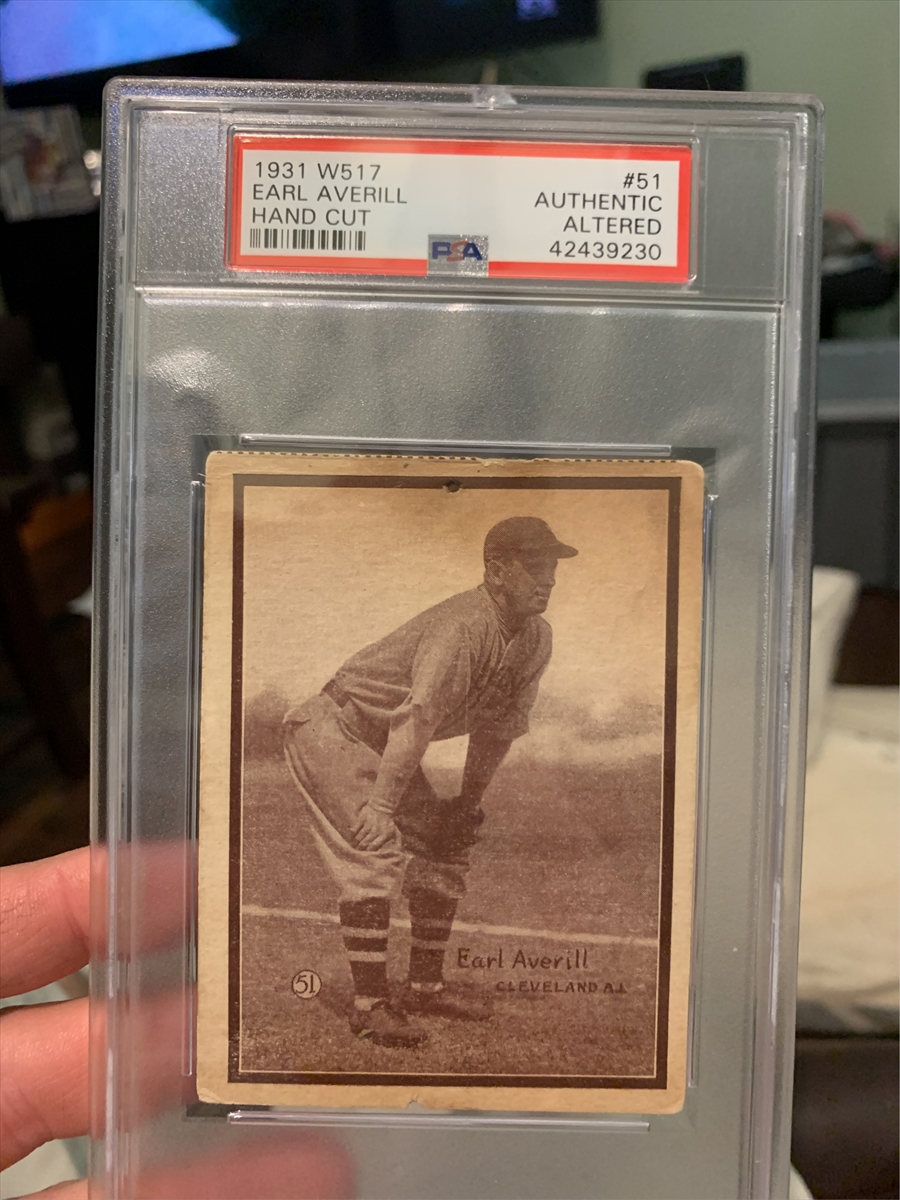 1931 W517
EARL AVERILL
HAND CUT
#51
AUTHENTIC
ALTERED
42439230
PSA
Earl Averill
CLEVELAND A.L.
51